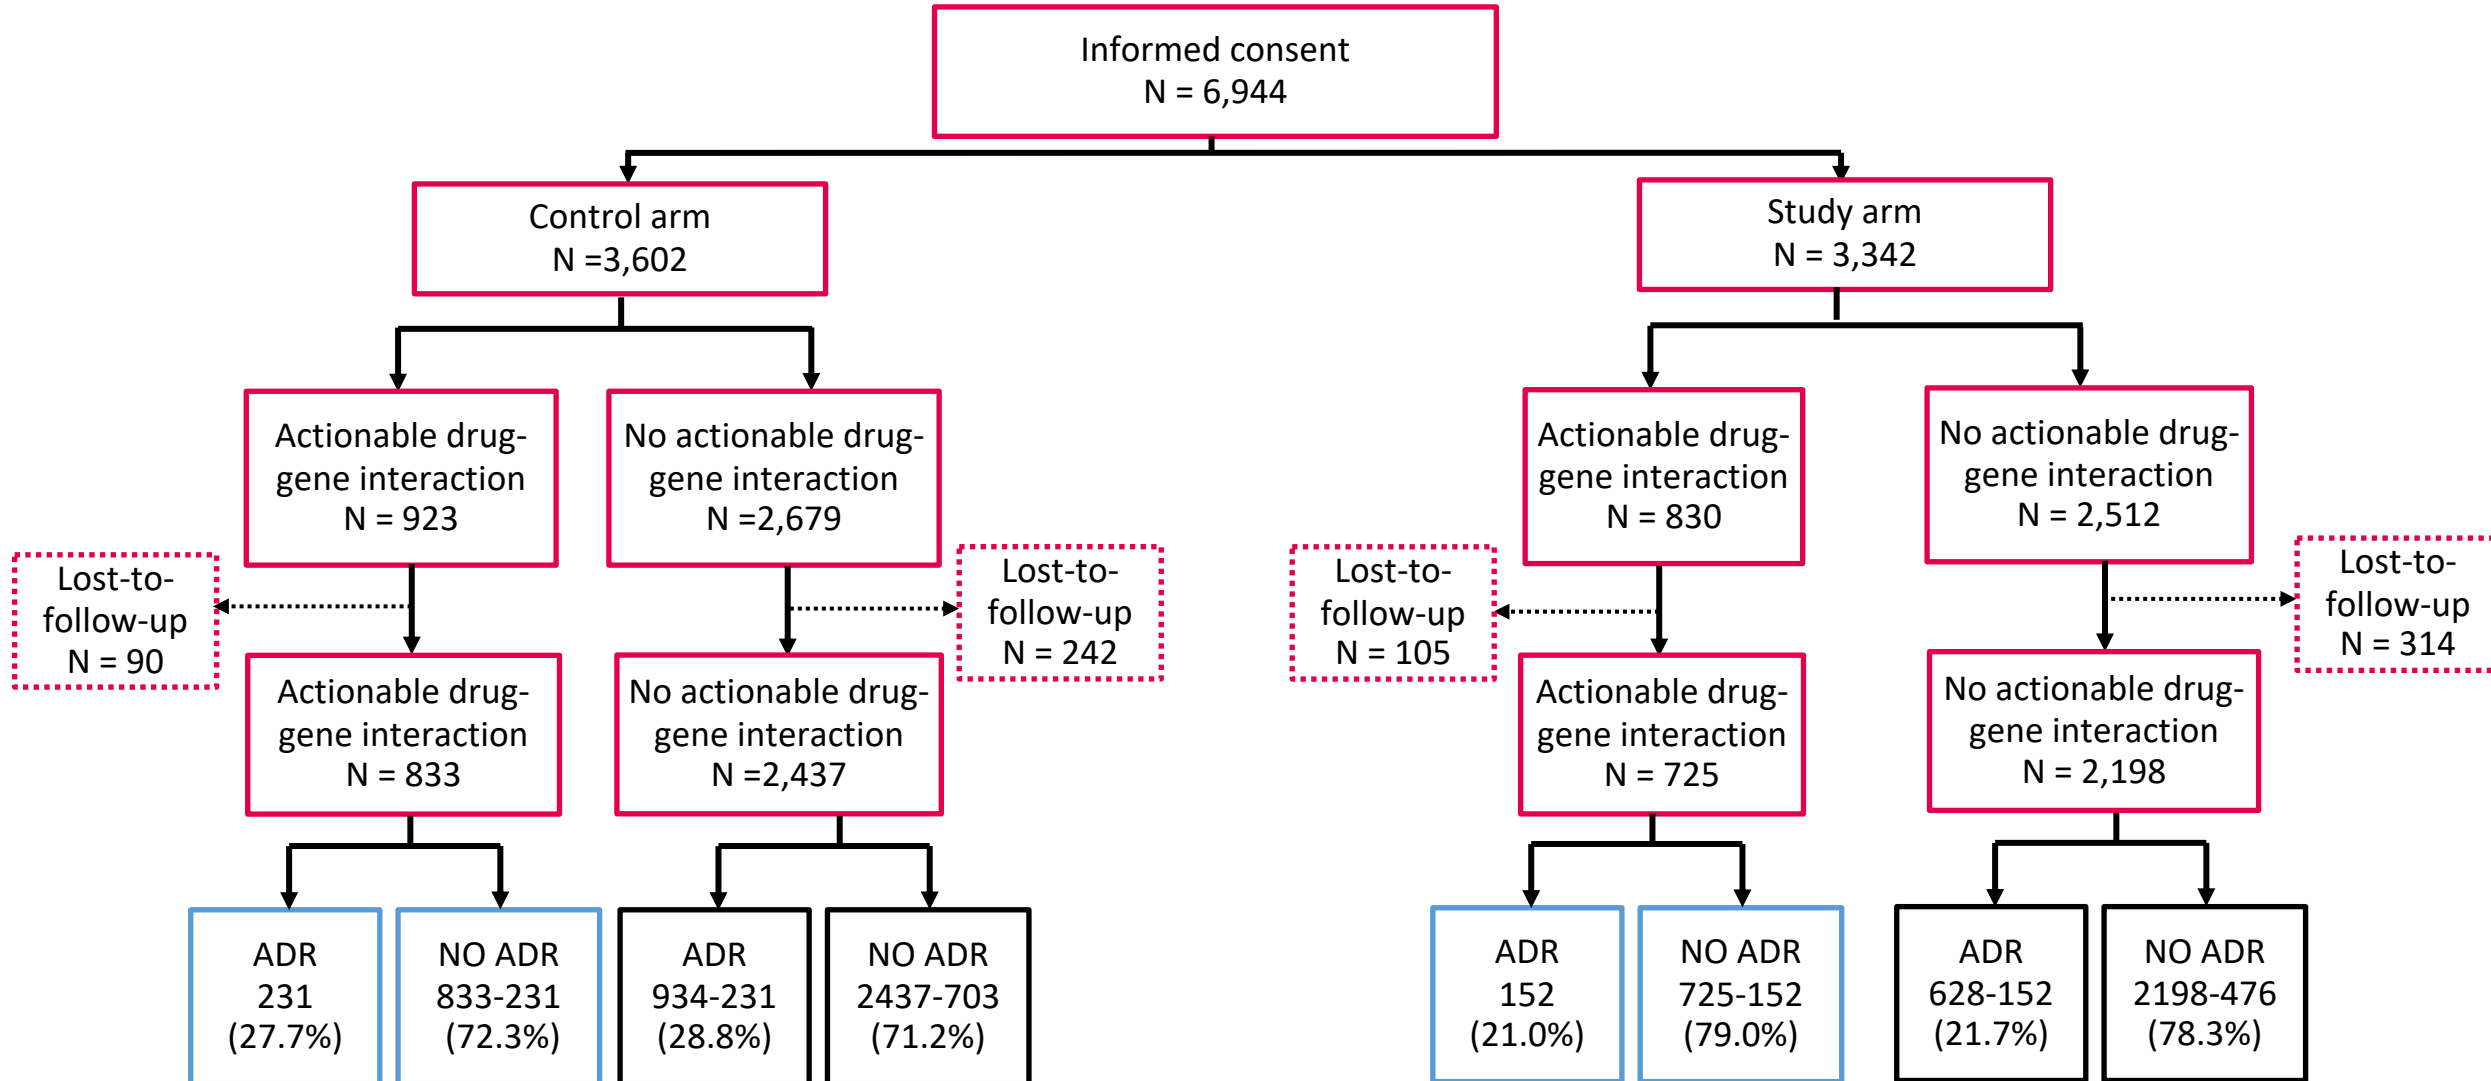 Informed consent
N = 6,944
Control arm
N =3,602
Study arm
N = 3,342
Actionable drug-
gene interaction
N = 923
No actionable drug-
gene interaction
N =2,679
Actionable drug-
gene interaction
N = 830
No actionable drug-
gene interaction
N = 2,512
Lost-to-
follow-up
N = 90
Lost-to-
follow-up
N = 242
Lost-to-
follow-up
N = 105
Lost-to-
follow-up
N = 314
Actionable drug-
gene interaction
N = 833
No actionable drug-
gene interaction
N =2,437
Actionable drug-
gene interaction
N = 725
No actionable drug-
gene interaction
N = 2,198
ADR
231
(27.7%)
NO ADR
833-231
(72.3%)
ADR
934-231
(28.8%)
NO ADR
2437-703
(71.2%)
ADR
152
(21.0%)
NO ADR
725-152
(79.0%)
ADR
628-152
(21.7%)
NO ADR
2198-476
(78.3%)